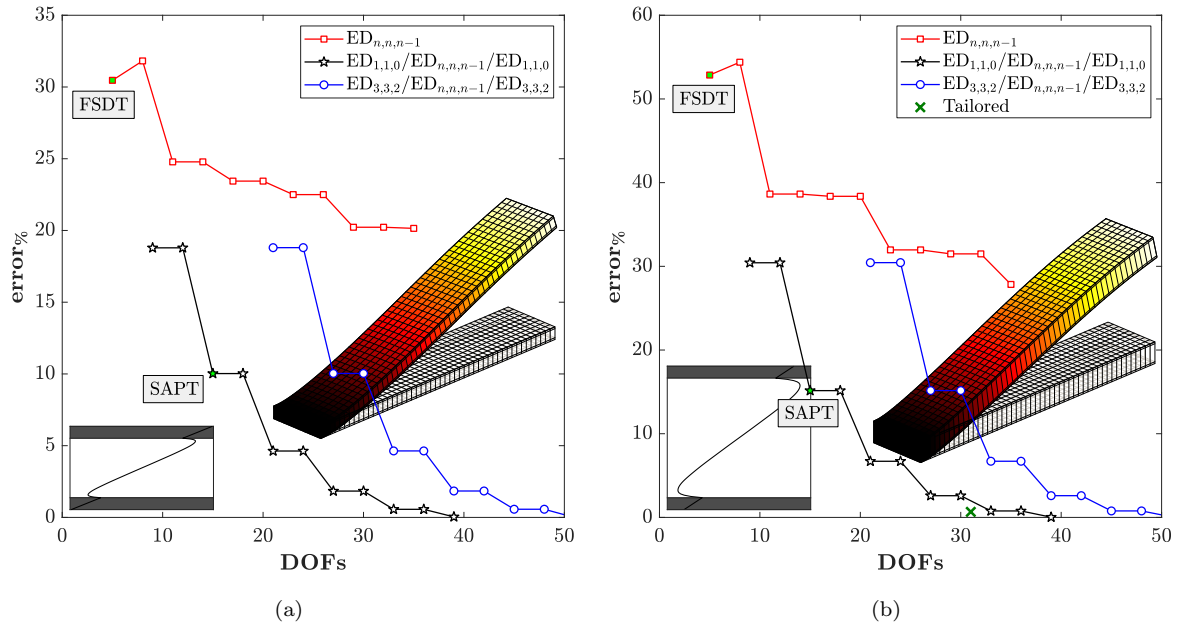 35
30
25
20
15
10
5
0
0
10
20
30
40
50
error%
DOFs
ED_{n,n,n−1}
ED_{1,1,0}/ED_{n,n,n−1}/ED_{1,1,0}
ED_{3,3,2}/ED_{n,n,n−1}/ED_{3,3,2}
FSDT
SAPT
(a)
60
50
40
30
20
10
0
0
10
20
30
40
50
error%
DOFs
ED_{n,n,n−1}
ED_{1,1,0}/ED_{n,n,n−1}/ED_{1,1,0}
ED_{3,3,2}/ED_{n,n,n−1}/ED_{3,3,2}
Tailored
FSDT
SAPT
(b)